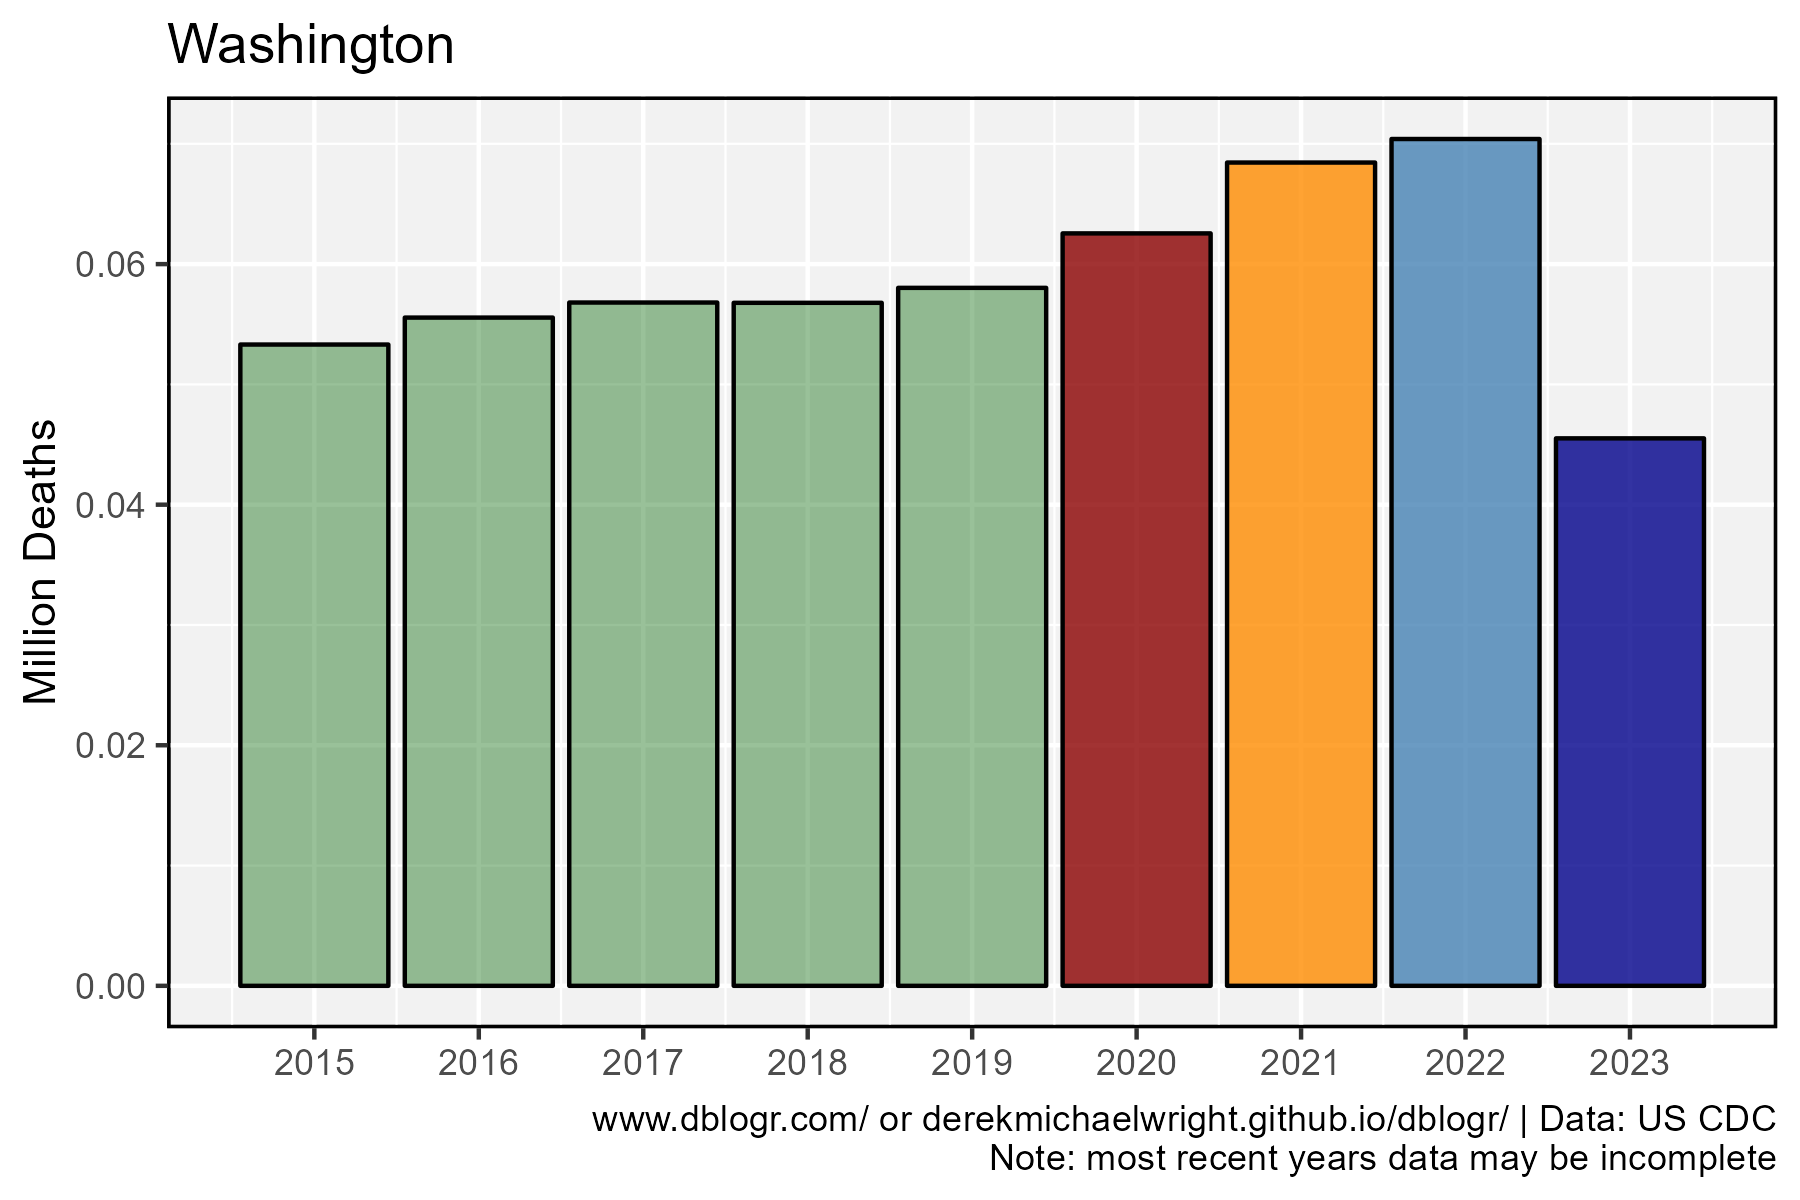 Washington
Million Deaths
0.06
0.04
0.02
0.00
2015 2016 2017 2018 2019 2020 2021 2022 2023
www.dblogr.com/ or derekmichaelwright.github.io/dblogr/ | Data: US CDC
Note: most recent years data may be incomplete